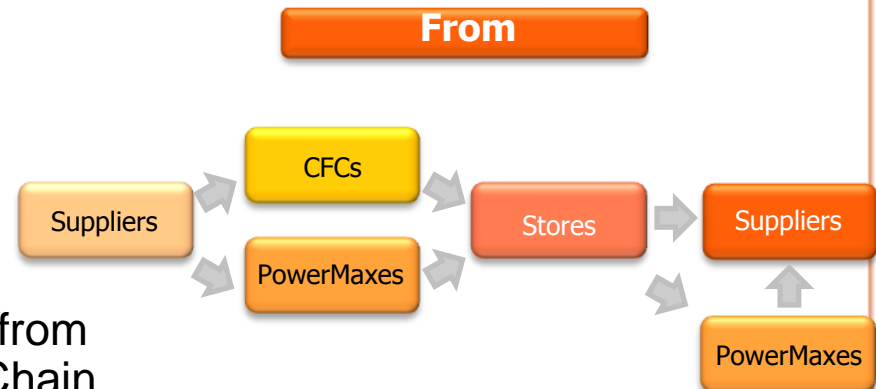 From
CFCs
Suppliers
Stores
Suppliers
PowerMaxes
from
Chain
PowerMaxes